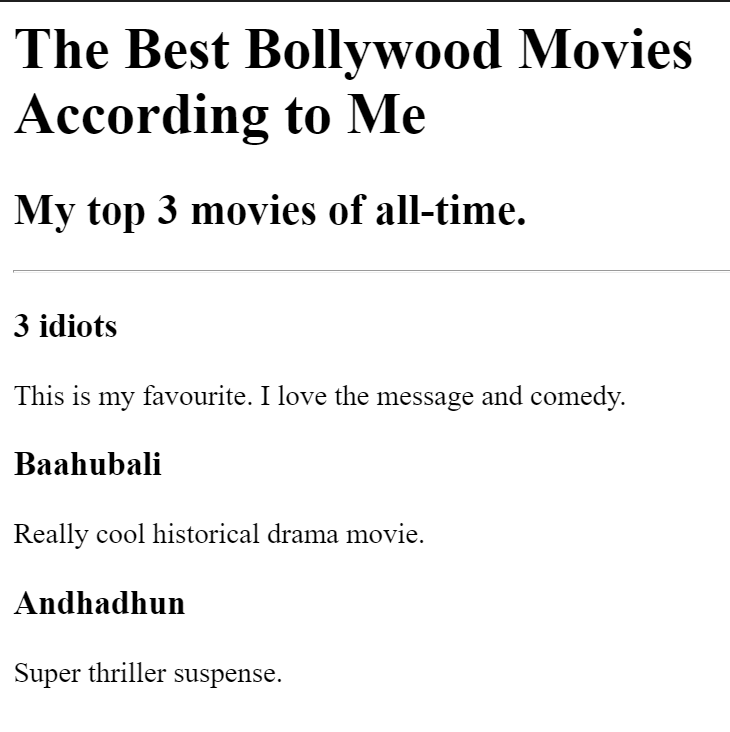 The Best Bollywood Movies
According to Me
My top 3 movies of all-time.
3 idiots
This is my favourite. I love the message and comedy.
Baahubali
Really cool historical drama movie.
Andhadhun
Super thriller suspense.